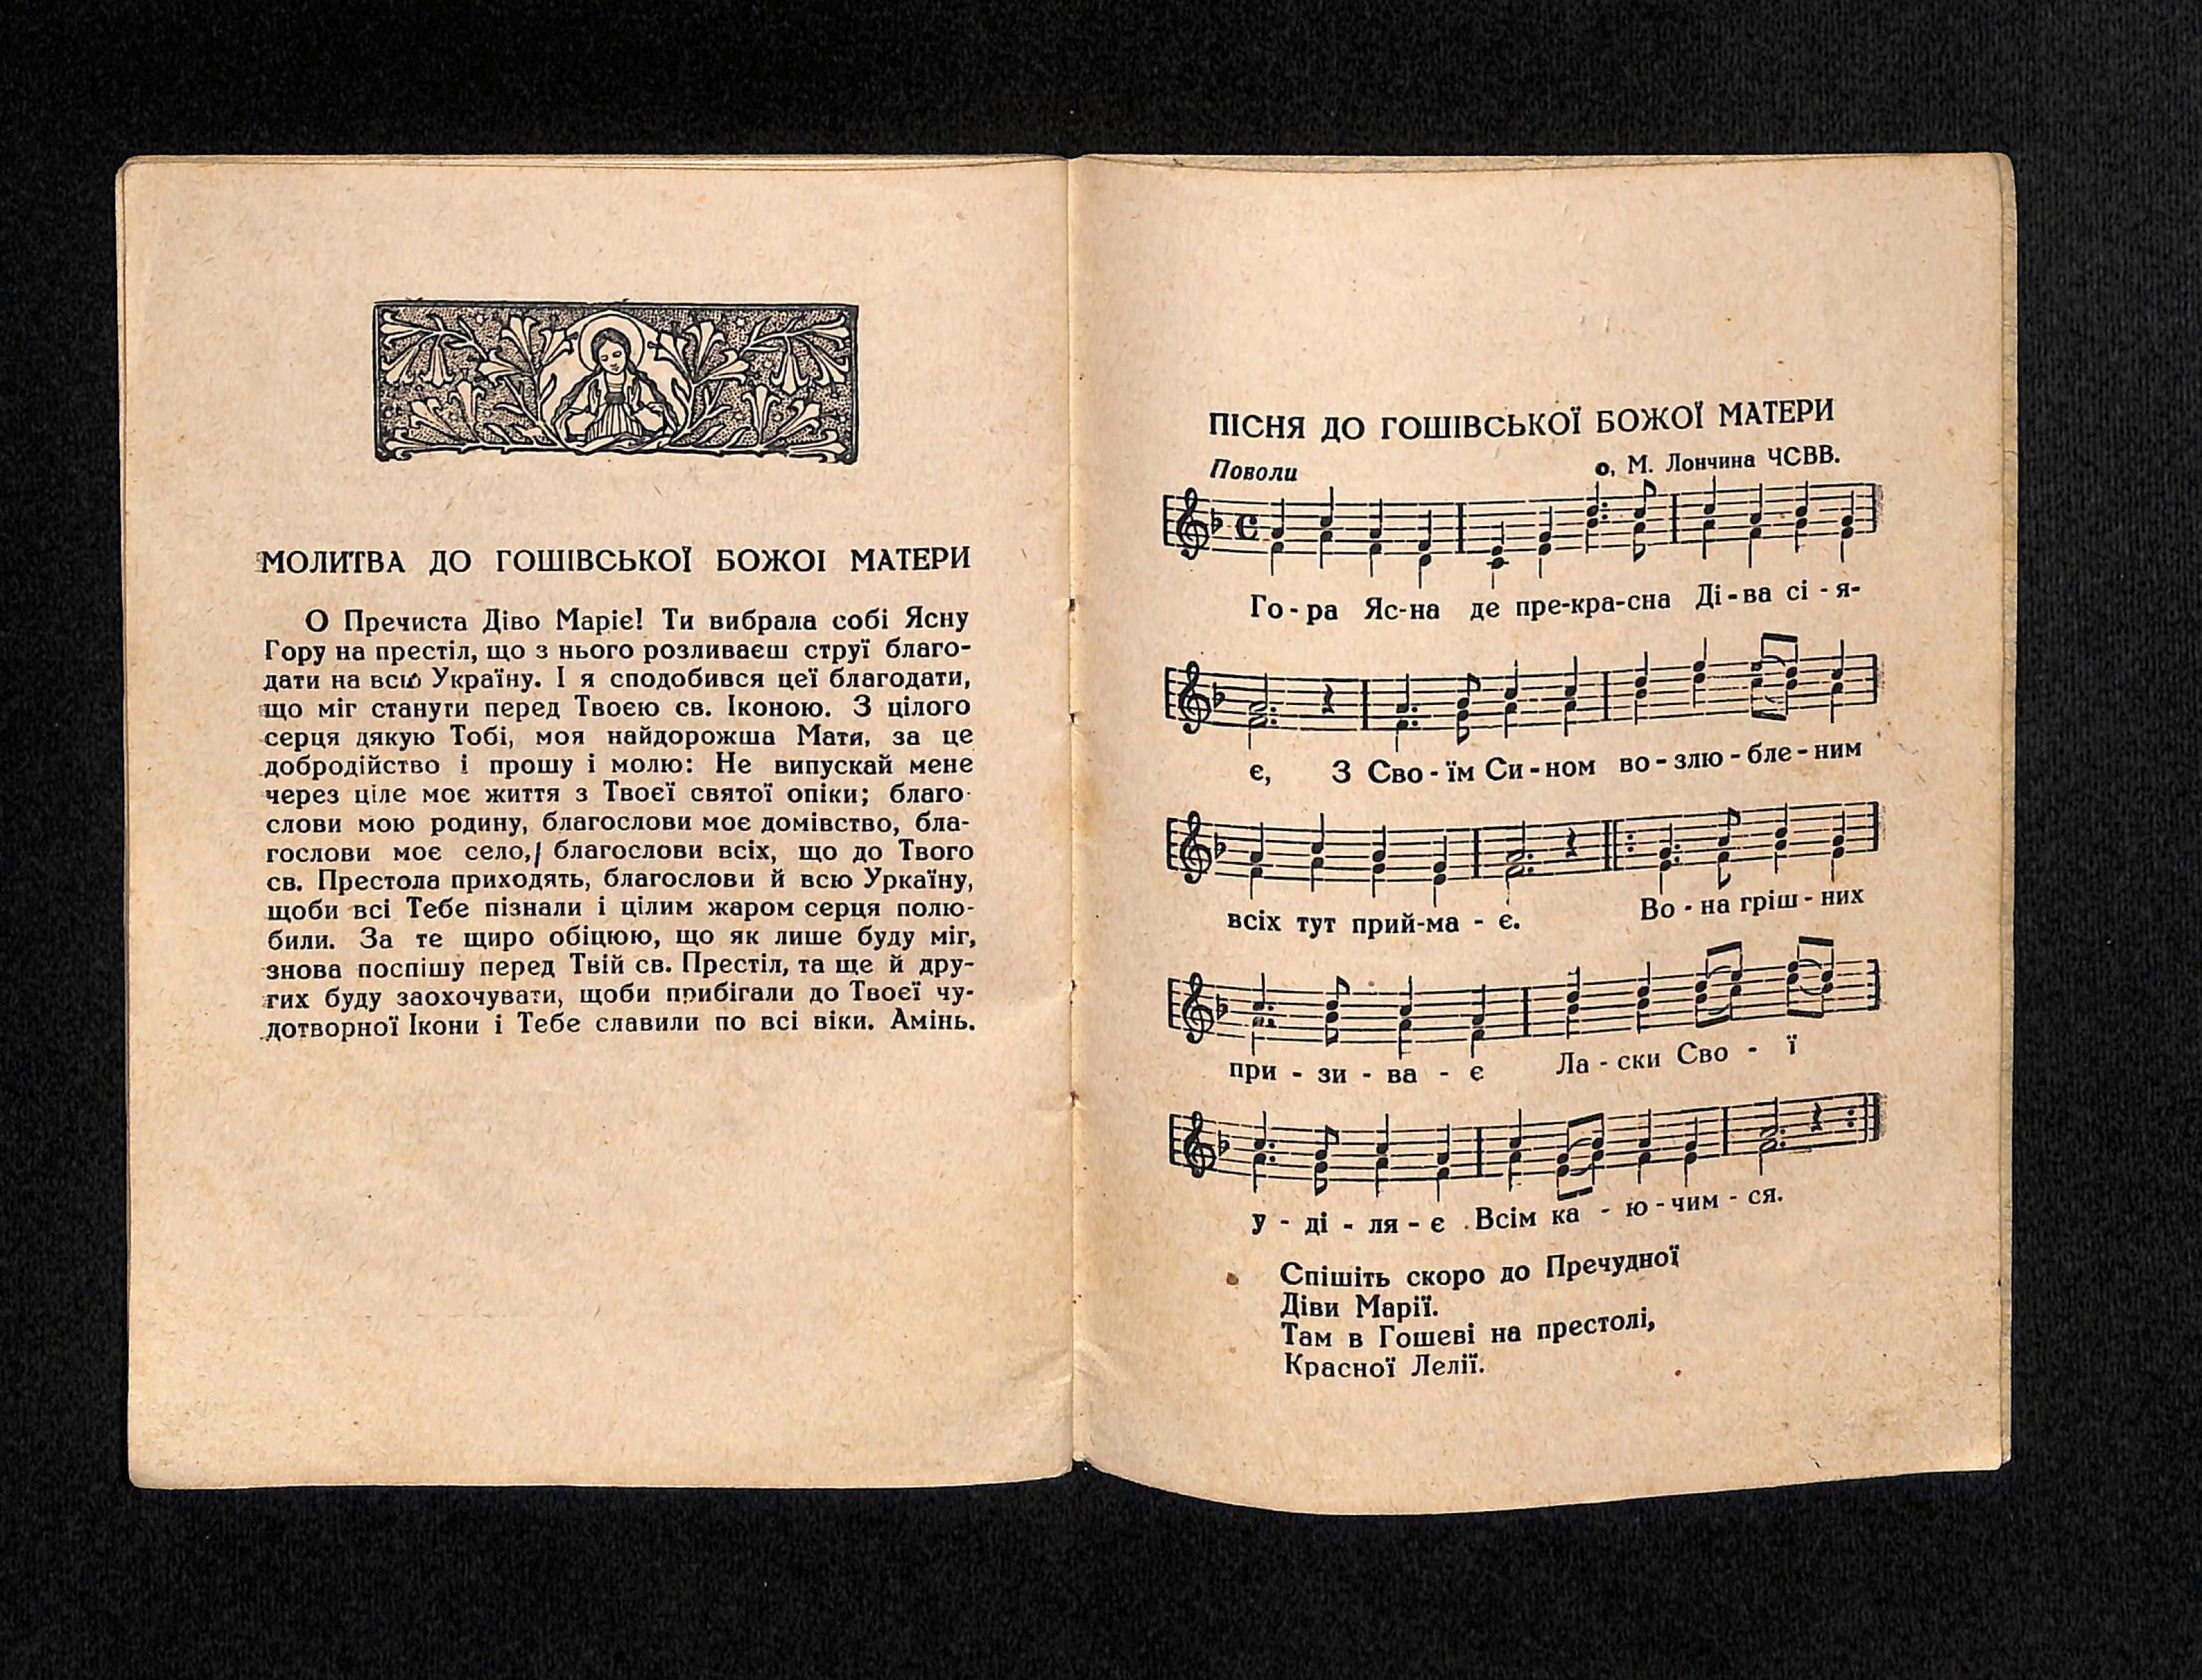 МОЛИТВА ДО ГОШІВСЬКОЇ БОЖОІ МАТЕРИ
О Пречиста Діво Маріє! Ти вибрала собі Ясну
Гору на престіл, що з нього розливаєш струї благо-
дати на всю Україну. І я сподобився цеї благодати,
що міг станути перед Твоєю св. Іконою. З цілого
серця дякую Тобі, моя найдорожша Мати, за це
добродійство і прошу і молю: Не випускай мене
через ціле моє життя з Твоєї святої опіки; благо-
слови мою родину, благослови моє домівство, бла-
гослови моє село, благослови всіх, що до Твого
св. Престола приходять, благослови й всю Уркаїну,
щоби всі Тебе пізнали і цілим жаром серця полю-
били. За те щиро обіцюю, що як лише буду міг,
знова поспішу перед Твій св. Престіл, та ще й дру-
гих буду заохочувати, щоби прибігали до Твоєї чу-
дотворної Ікони і Тебе славили по всі віки. Амінь.
ПІСНЯ ДО ГОШІВСЬКОЇ БОЖОЇ МАТЕРИ
Поволи о, М. Лончина ЧСВВ.
Го-ра Яс-на де пре-кра-сна Ді-ва сі-я-
є, З Сво-їм Си-ном во-злю-бле-ним
всіх тут прий-ма-є. Во-на гріш-них
при-зи-ва-є Ла-ски Сво-ї
у-ді-ля-є Всім ка-ю-чим-ся.
Спішіть скоро до Пречудної
Діви Марії.
Там в Гошеві на престолі,
Красної Лелії.